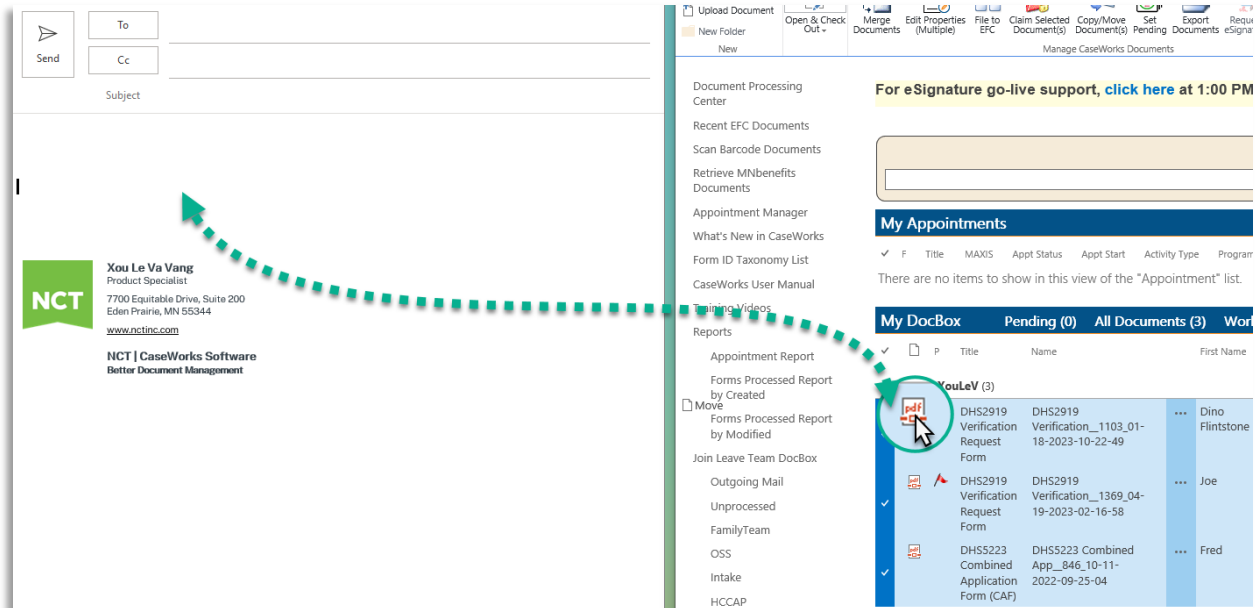 To
Send
Cc
Subject
NCT
Xou Le Va Vang
Product Specialist
7700 Equitable Drive, Suite 200
Eden Prairie, MN 55344
www.nctinc.com
NCT | CaseWorks Software
Better Document Management
Upload Document
New Folder
New
Open & Check
Out
Merge
Documents
Edit Properties
(Multiple)
File to
EFC
Claim Selected
Document(s)
Copy/Move
Document(s)
Set
Pending
Export
Documents
Manage CaseWorks Documents
Document Processing
Center
Recent EFC Documents
Scan Barcode Documents
Retrieve MNbenefits
Documents
Appointment Manager
What's New in CaseWorks
Form ID Taxonomy List
CaseWorks User Manual
Training Videos
Reports
Appointment Report
Forms Processed Report
by Created
Move
Forms Processed Report
by Modified
Join Leave Team DocBox
Outgoing Mail
Unprocessed
FamilyTeam
OSS
Intake
HCCAP
For eSignature go-live support, click here at 1:00 PM
My Appointments
F Title MAXIS Appt Status Appt Start Activity Type Program
There are no items to show in this view of the "Appointment" list.
My DocBox Pending (0) All Documents (3)
P Title Name First Name
XouLeV (3)
pdf
DHS2919
Verification
Request
Form
DHS2919
Verification__1103_01-
18-2023-10-22-49
... Dino
Flintstone
pdf
DHS2919
Verification
Request
Form
DHS2919
Verification__1369_04-
19-2023-02-16-58
... Joe
pdf
DHS5223
Combined
Application
Form (CAF)
DHS5223 Combined
App__846_10-11-
2022-09-25-04
... Fred